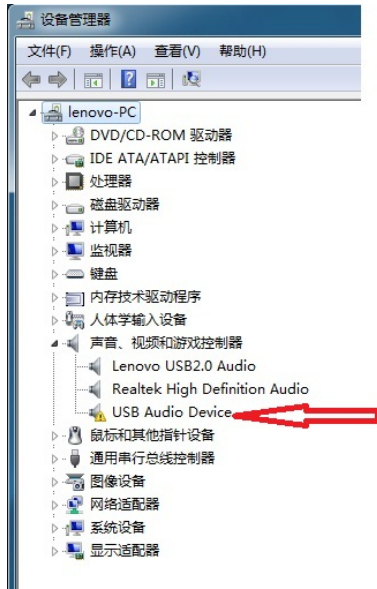 设备管理器
文件(F) 操作(A) 查看(V) 帮助(H)
lenovo-PC
DVD/CD-ROM 驱动器
IDE ATA/ATAPI 控制器
处理器
磁盘驱动器
计算机
监视器
键盘
内存技术驱动程序
人体学输入设备
声音、视频和游戏控制器
Lenovo USB2.0 Audio
Realtek High Definition Audio
USB Audio Device
鼠标和其他指针设备
通用串行总线控制器
图像设备
网络适配器
系统设备
显示适配器